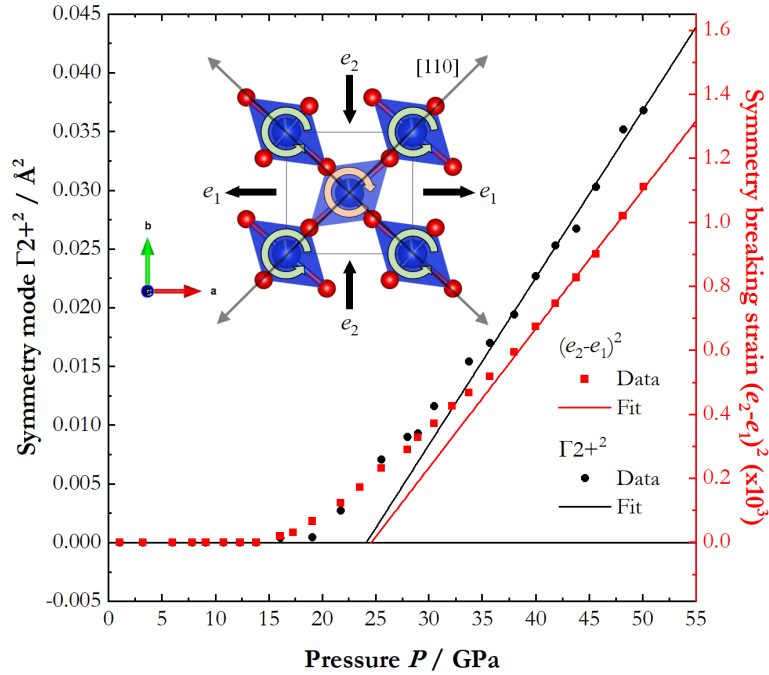 Symmetry mode Γ2+² / Å²
0.045
0.040
0.035
0.030
0.025
0.020
0.015
0.010
0.005
0.000
-0.005
e₂
[110]
e₁
e₁
e₂
b
a
(e₂-e₁)²
Data
Fit
Γ2+²
Data
Fit
1.6
1.4
1.2
1.0
0.8
0.6
0.4
0.2
0.0
Symmetry breaking strain (e₂-e₁)² (x10³)
0
5
10
15
20
25
30
35
40
45
50
55
Pressure P / GPa